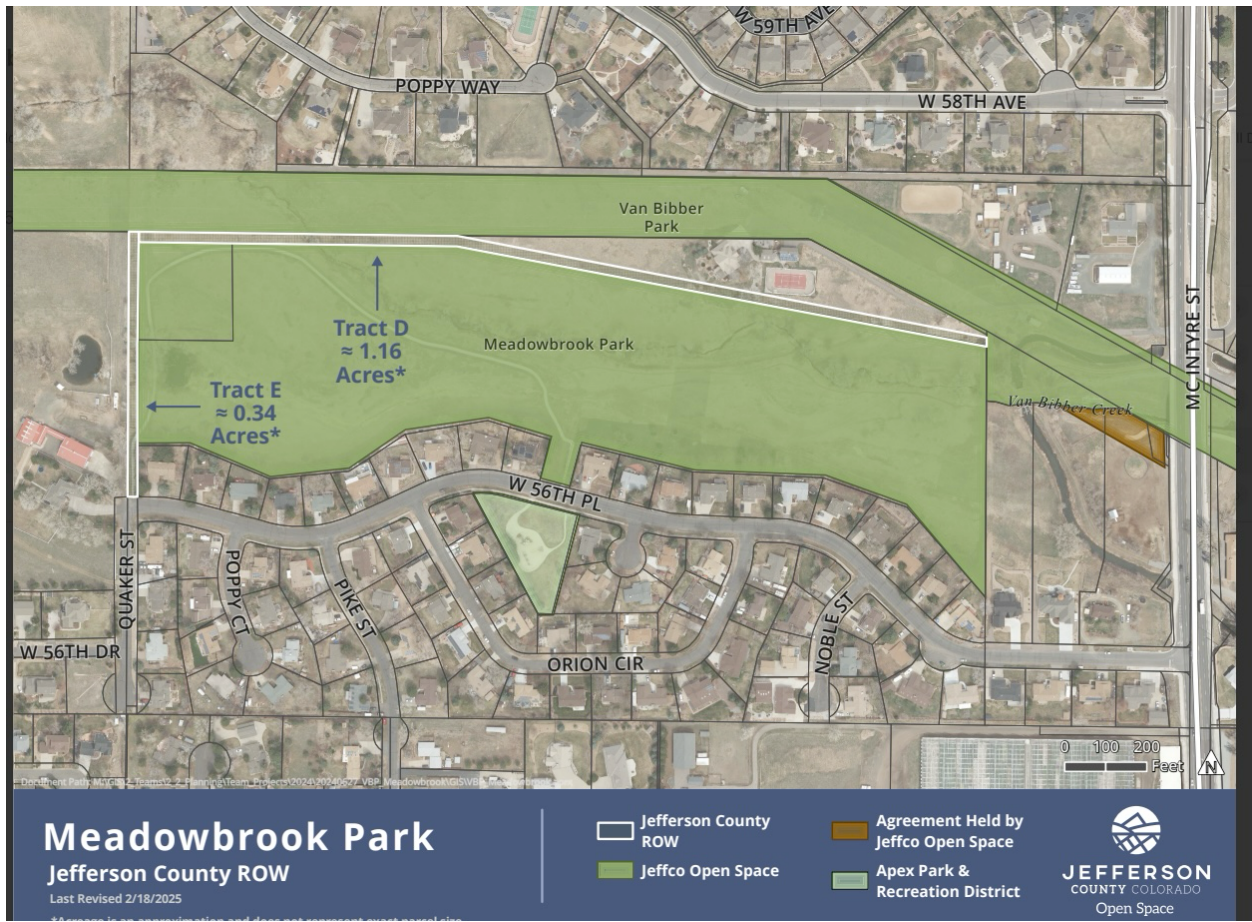 W 59TH AVE
POPPY WAY
W 58TH AVE
Van Bibber
Park
Tract D
≈ 1.16
Acres*
Meadowbrook Park
Tract E
≈ 0.34
Acres*
MC INTYRE ST
Van Bibber Creek
W 56TH PL
QUAKER ST
POPPY CT
PIKE ST
NOBLE ST
W 56TH DR
ORION CIR
0 100 200
Feet
N
Meadowbrook Park
Jefferson County ROW
Last Revised 2/18/2025
*Acreage is an approximation and does not represent exact parcel size
Jefferson County
ROW
Jeffco Open Space
Agreement Held by
Jeffco Open Space
Apex Park &
Recreation District
JEFFERSON
COUNTY COLORADO
Open Space